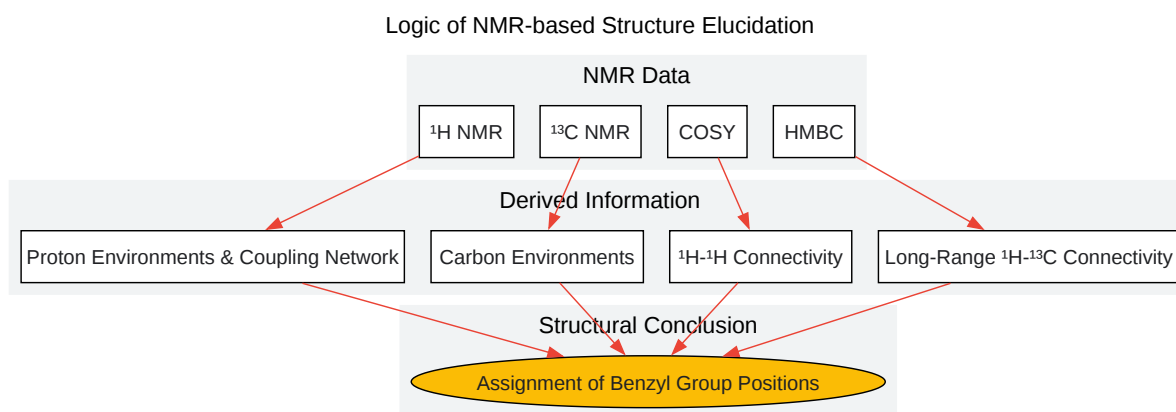 Logic of NMR-based Structure Elucidation
NMR Data
¹H NMR
¹³C NMR
COSY
HMBC
Derived Information
Proton Environments & Coupling Network
Carbon Environments
¹H-¹H Connectivity
Long-Range ¹H-¹³C Connectivity
Structural Conclusion
Assignment of Benzyl Group Positions